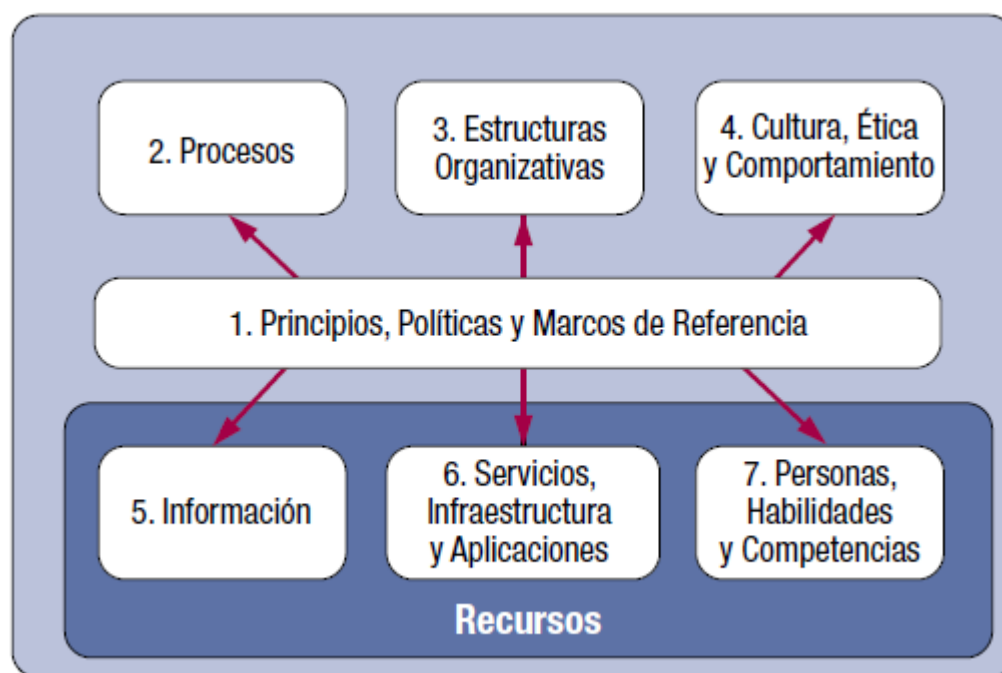 2. Procesos
3. Estructuras
Organizativas
4. Cultura, Ética
y Comportamiento
1. Principios, Políticas y Marcos de Referencia
5. Información
6. Servicios,
Infraestructura
y Aplicaciones
7. Personas,
Habilidades
y Competencias
Recursos